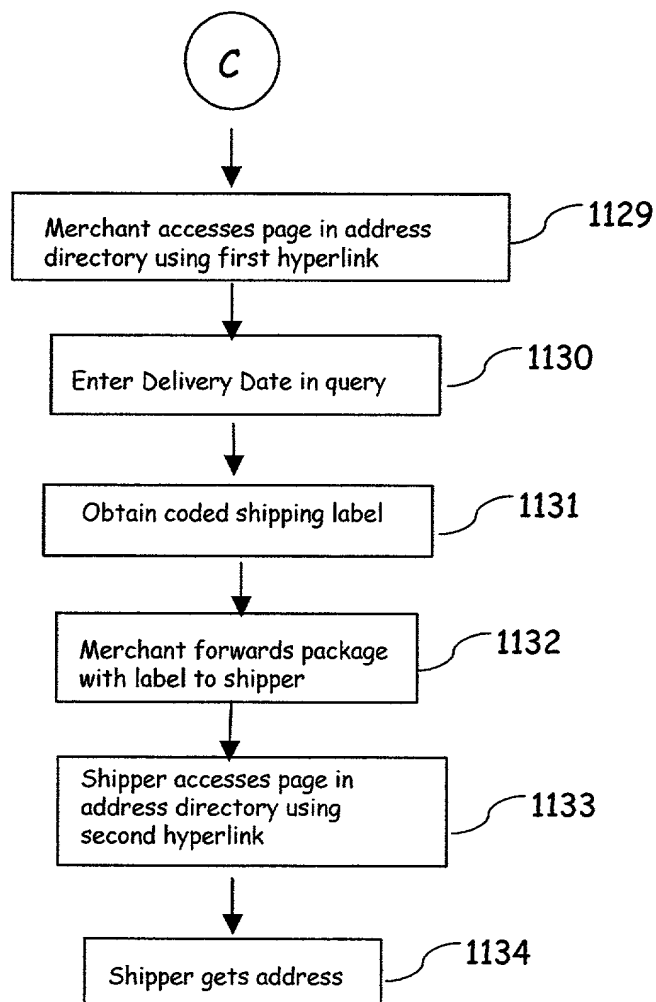 C
Merchant accesses page in address
directory using first hyperlink
1129
Enter Delivery Date in query
1130
Obtain coded shipping label
1131
Merchant forwards package
with label to shipper
1132
Shipper accesses page in
address directory using
second hyperlink
1133
Shipper gets address
1134